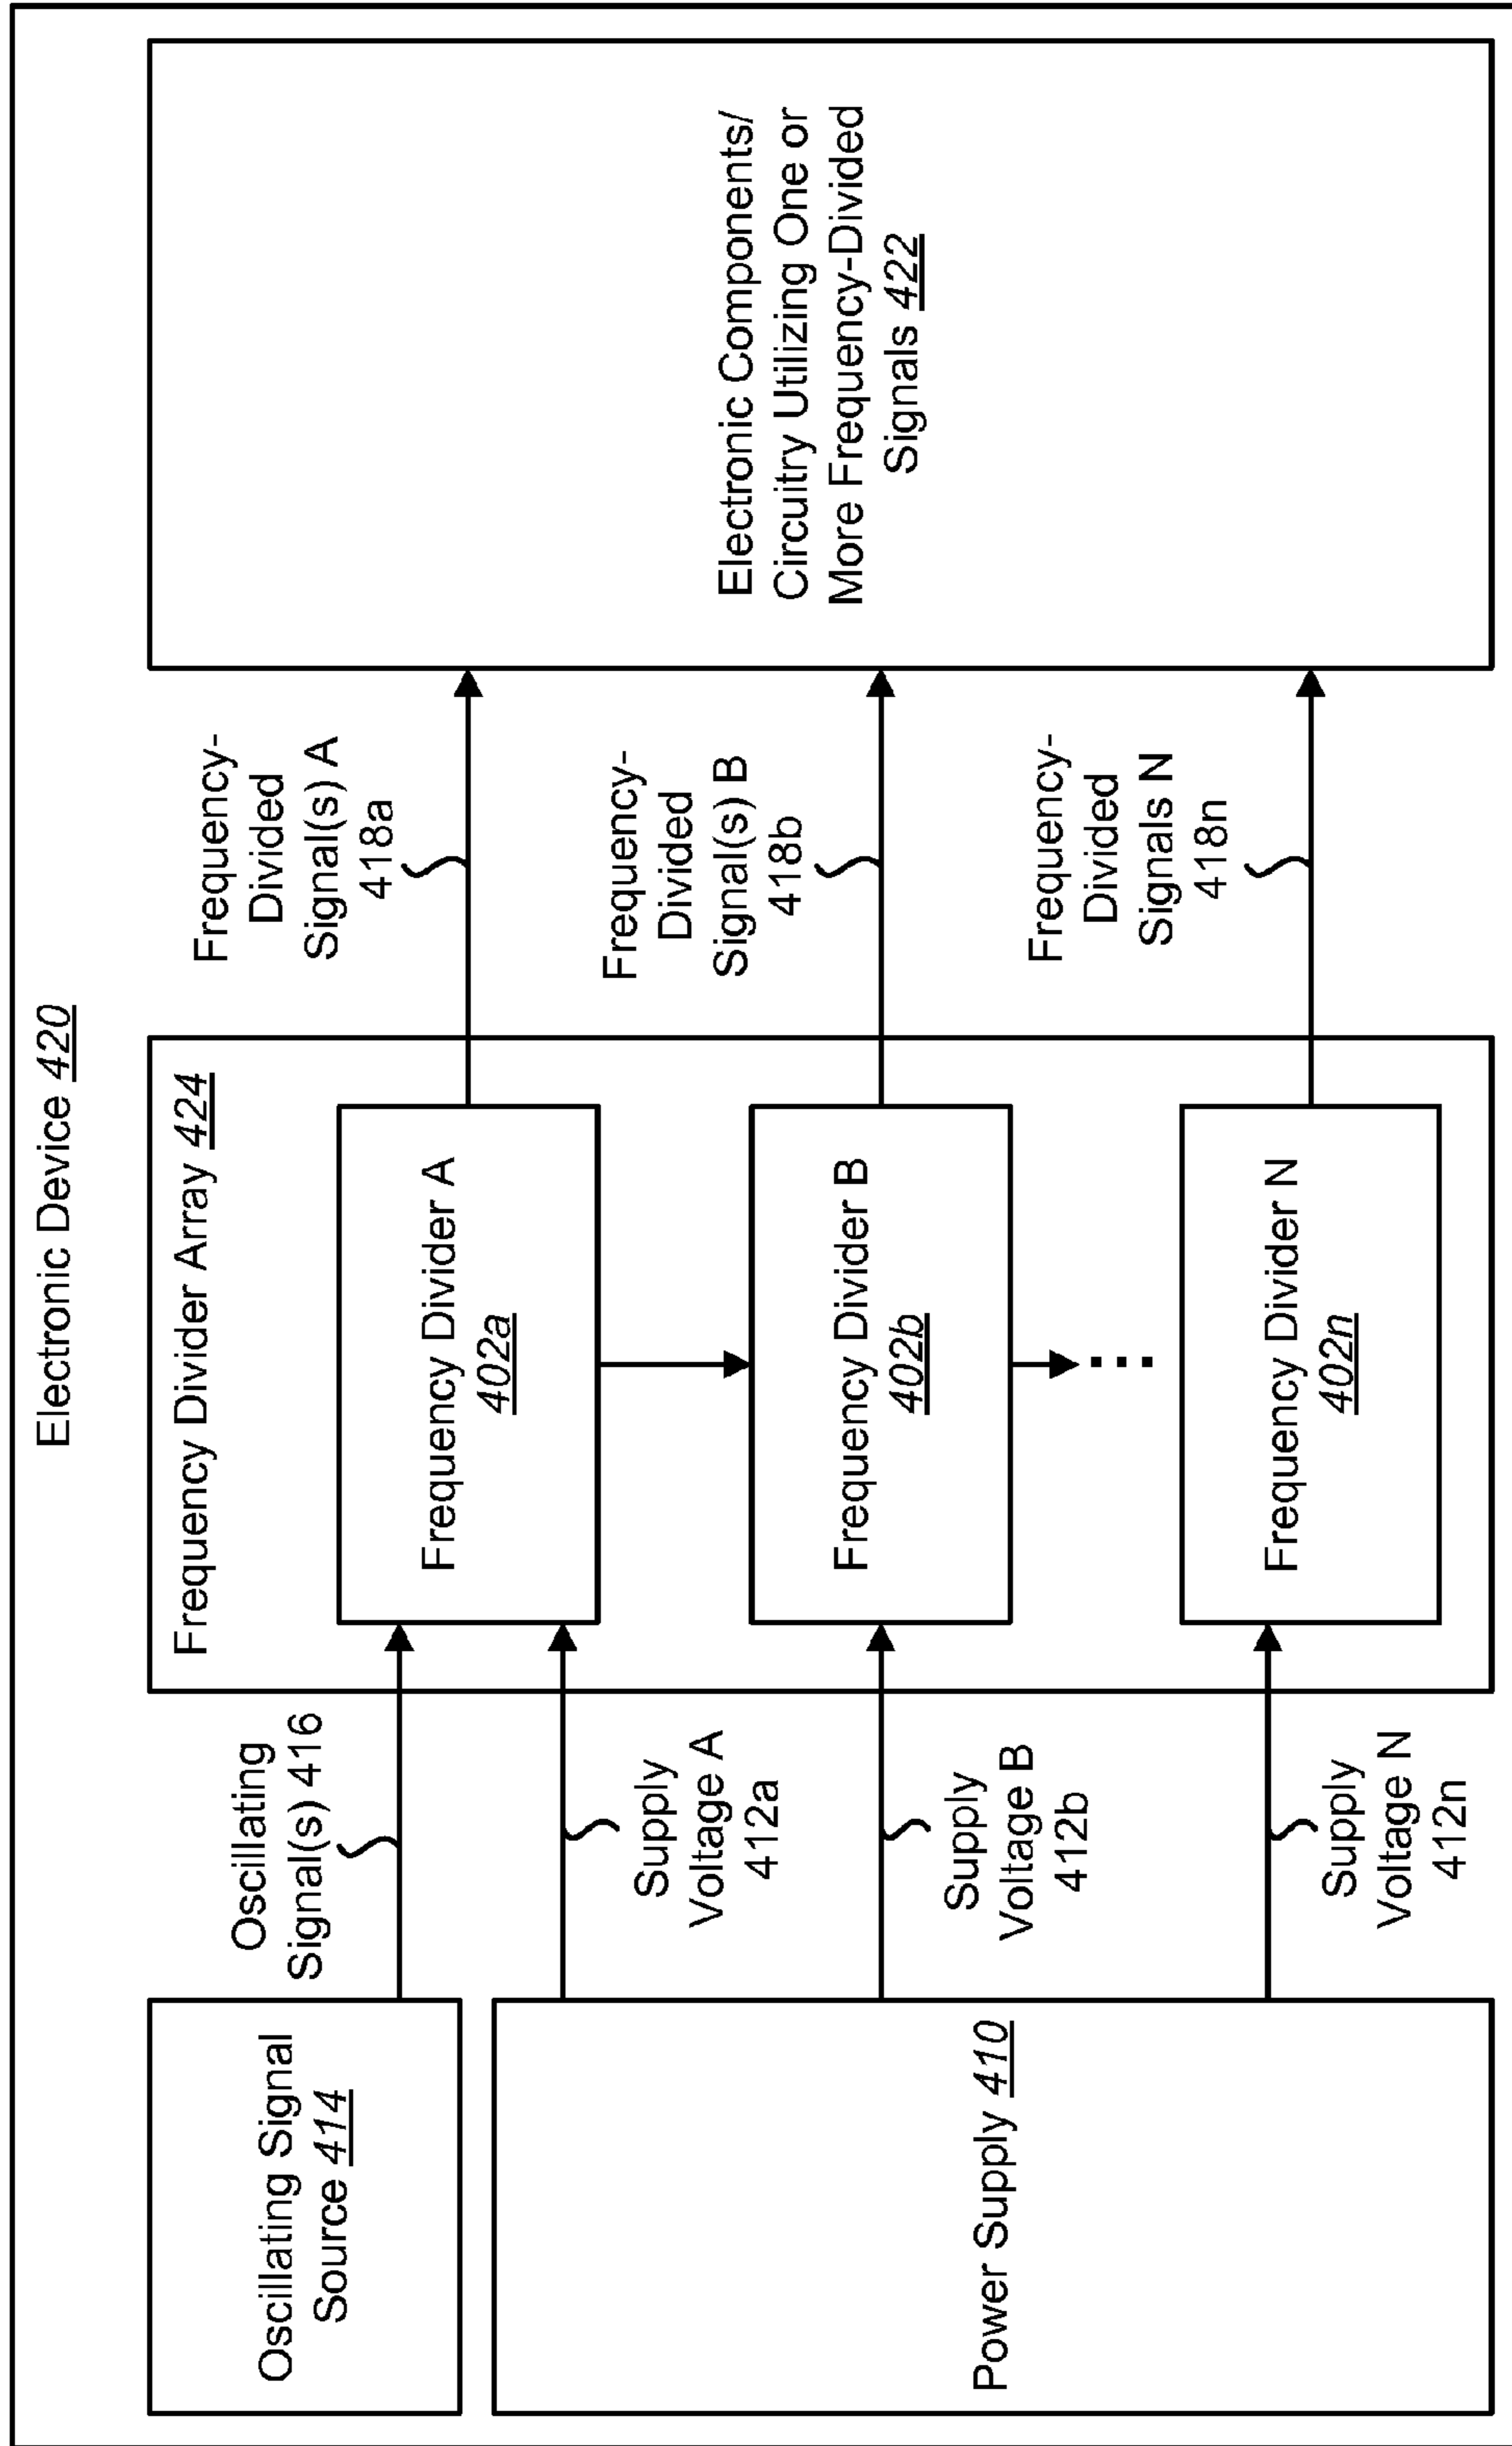 Electronic Device 420
Oscillating Signal
Source 414
Power Supply 410
Oscillating
Signal(s) 416
Supply
Voltage A
412a
Supply
Voltage B
412b
Supply
Voltage N
412n
Frequency Divider Array 424
Frequency Divider A
402a
Frequency Divider B
402b
...
Frequency Divider N
402n
Frequency-
Divided
Signal(s) A
418a
Frequency-
Divided
Signal(s) B
418b
Frequency-
Divided
Signals N
418n
Electronic Components/
Circuitry Utilizing One or
More Frequency-Divided
Signals 422